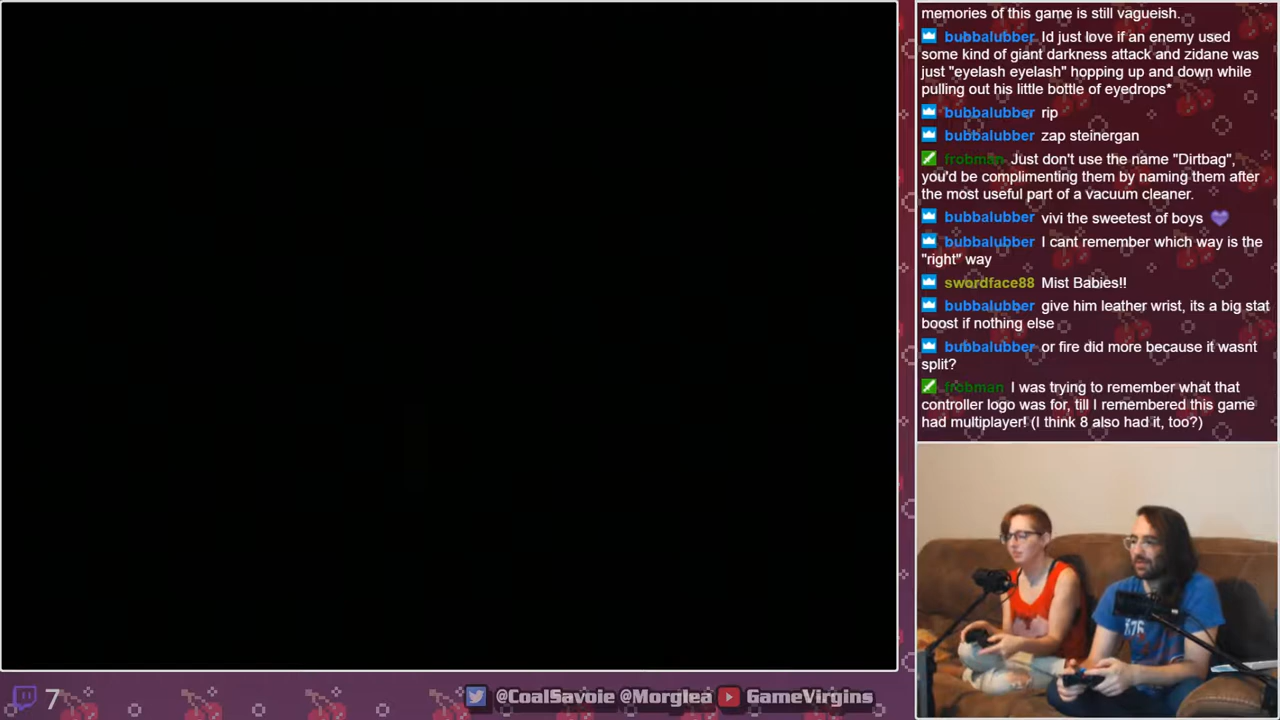 memories of this game is still vagueish.
bubbalubber Id just love if an enemy used
some kind of giant darkness attack and zidane was
just "eyelash eyelash" hopping up and down while
pulling out his little bottle of eyedrops*
bubbalubber rip
bubbalubber zap steinergan
frobman Just don't use the name "Dirtbag",
you'd be complimenting them by naming them after
the most useful part of a vacuum cleaner.
bubbalubber vivi the sweetest of boys
bubbalubber I cant remember which way is the
"right" way
swordface88 Mist Babies!!
bubbalubber give him leather wrist, its a big stat
boost if nothing else
bubbalubber or fire did more because it wasnt
split?
frobman I was trying to remember what that
controller logo was for, till I remembered this game
had multiplayer! (I think 8 also had it, too?)
7 @CoalSavoie @Morglea GameVirgins